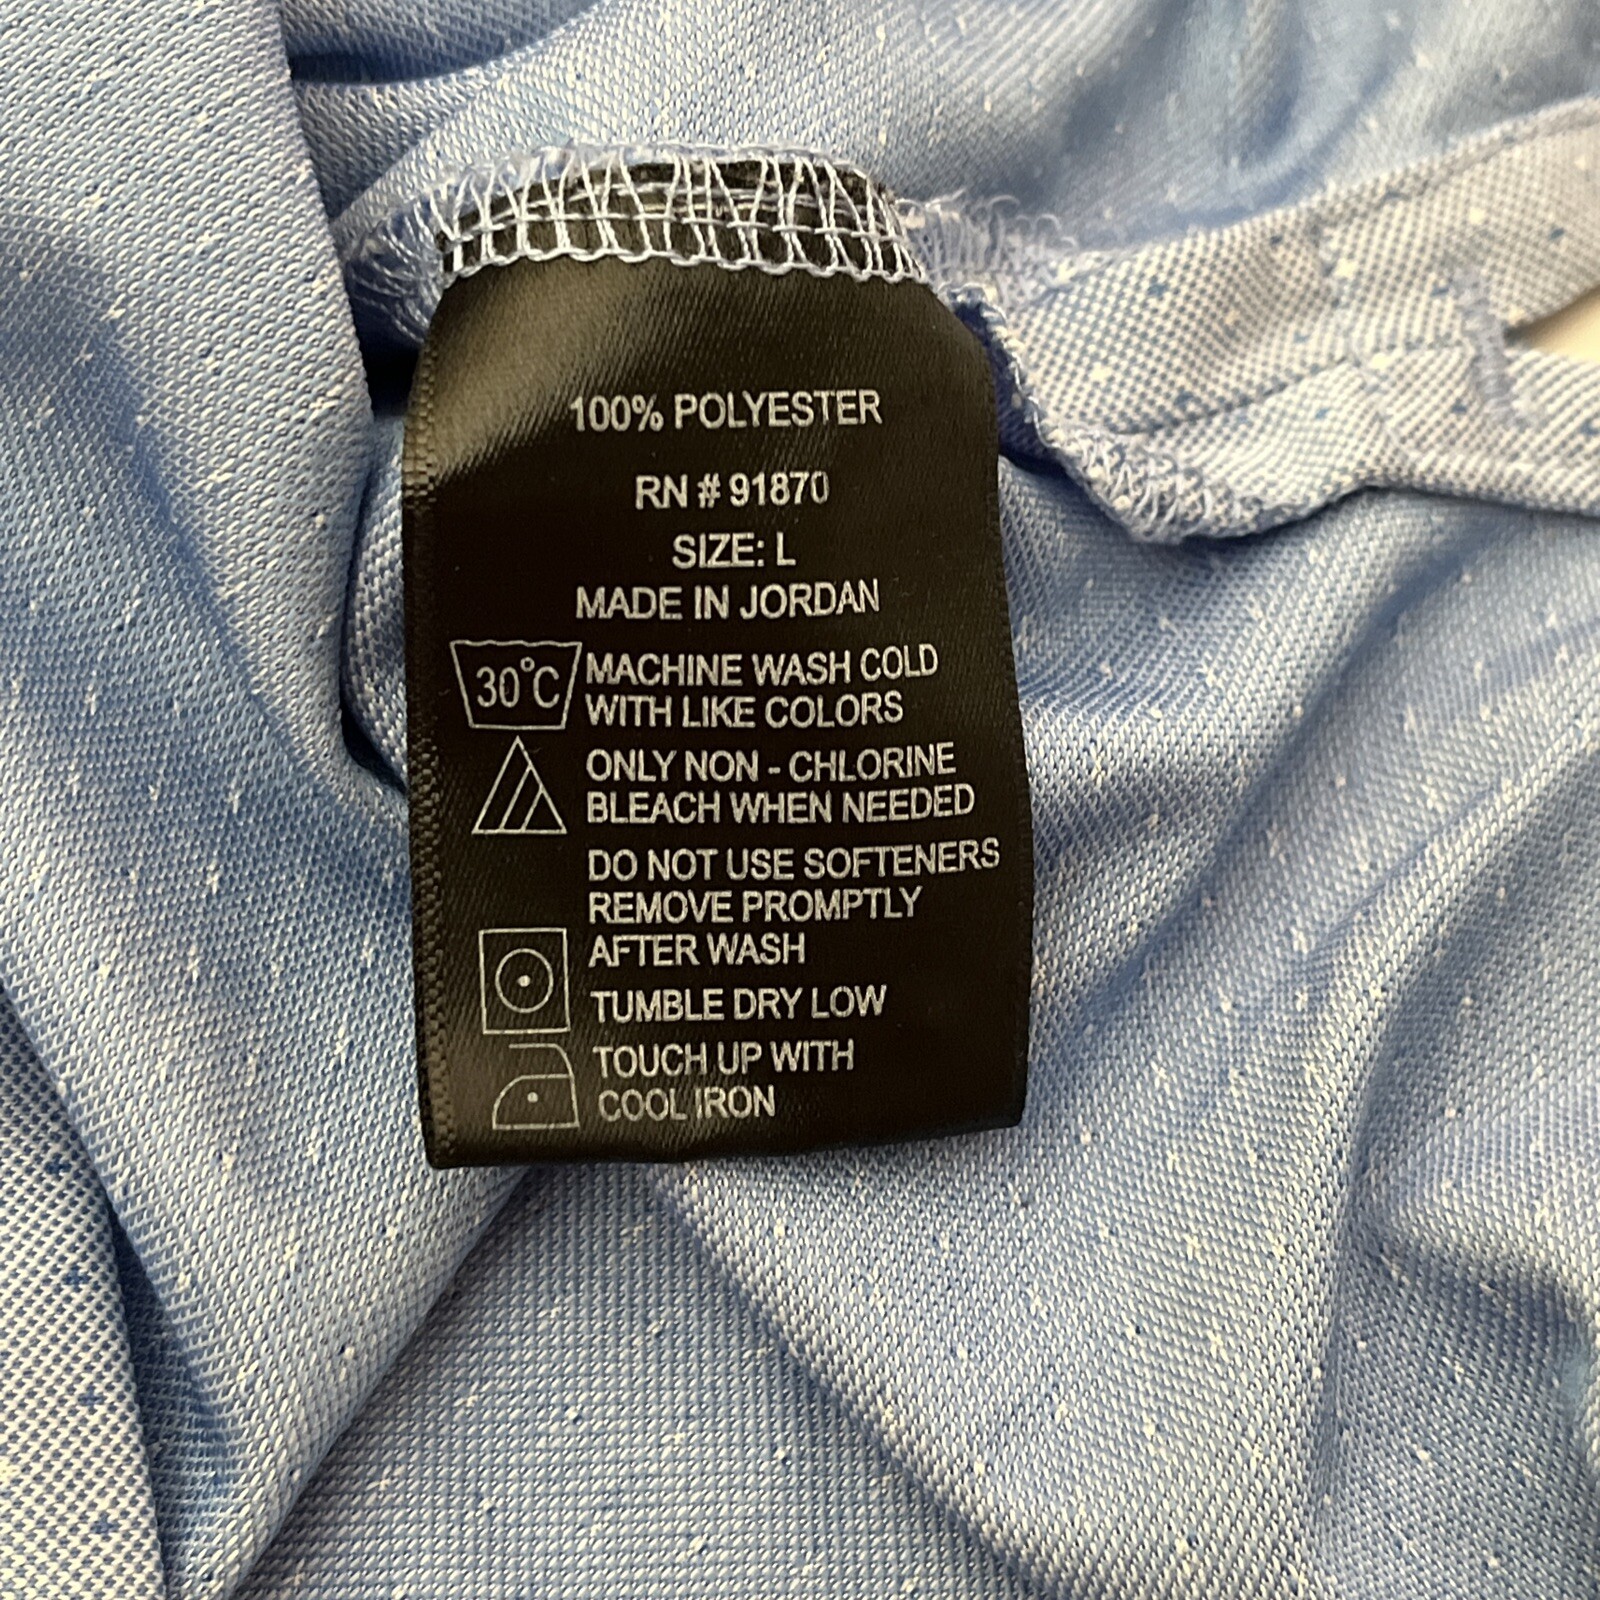 100% POLYESTER
RN # 91870
SIZE: L
MADE IN JORDAN
30°C MACHINE WASH COLD
WITH LIKE COLORS
ONLY NON - CHLORINE
BLEACH WHEN NEEDED
DO NOT USE SOFTENERS
REMOVE PROMPTLY
AFTER WASH
TUMBLE DRY LOW
TOUCH UP WITH
COOL IRON